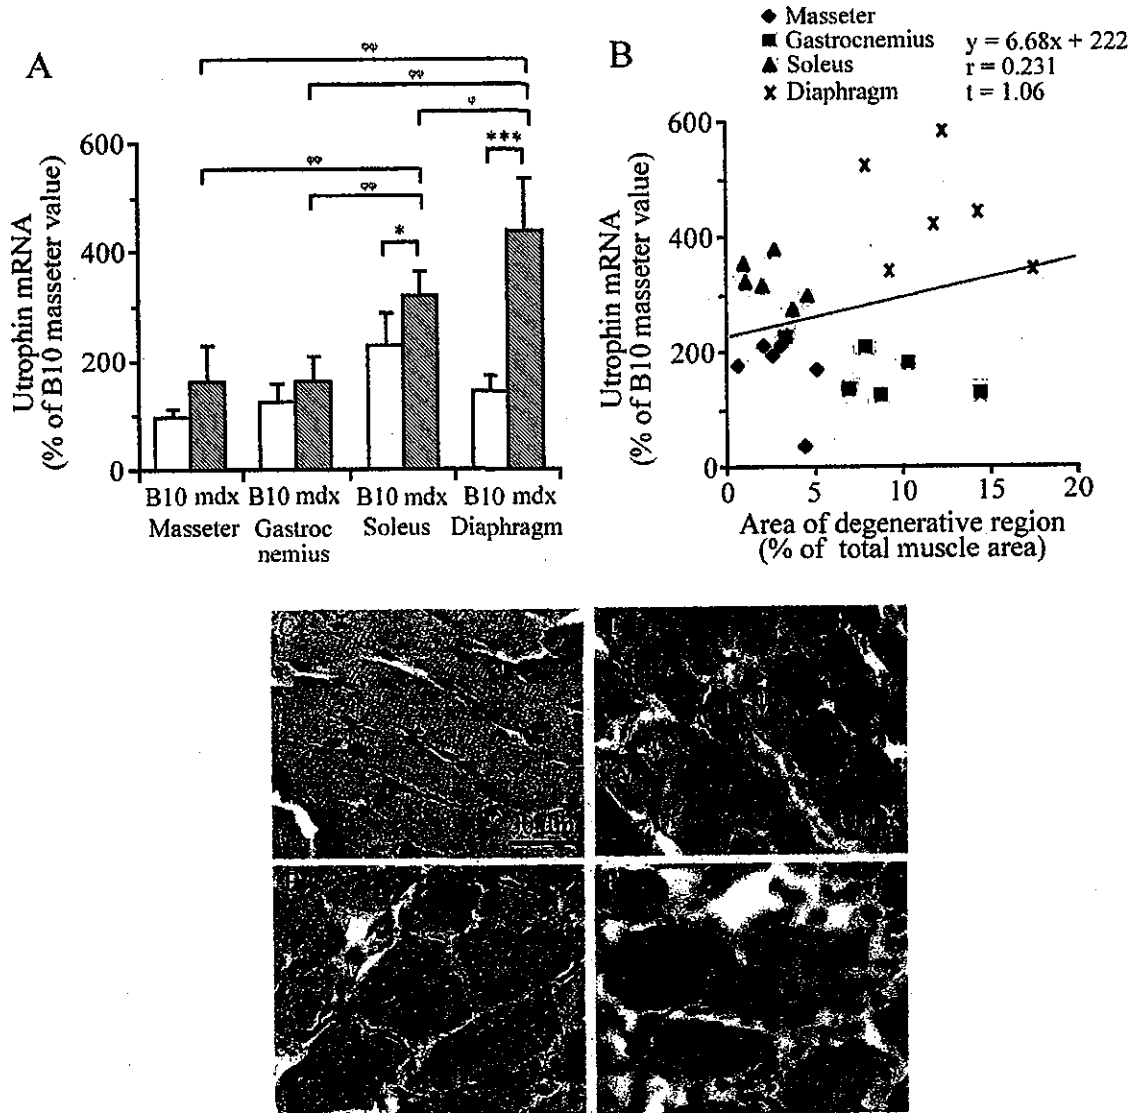 A
φφ
φφ
φ
***
φφ
φφ
*
Utrophin mRNA
(% of B10 masseter value)
600
400
200
0
B10 mdx B10 mdx B10 mdx B10 mdx
Masseter Gastroc Soleus Diaphragm
nemius
B
Masseter
Gastrocnemius y = 6.68x + 222
Soleus r = 0.231
Diaphragm t = 1.06
Utrophin mRNA
(% of B10 masseter value)
600
400
200
0
0 5 10 15 20
Area of degenerative region
(% of total muscle area)
C